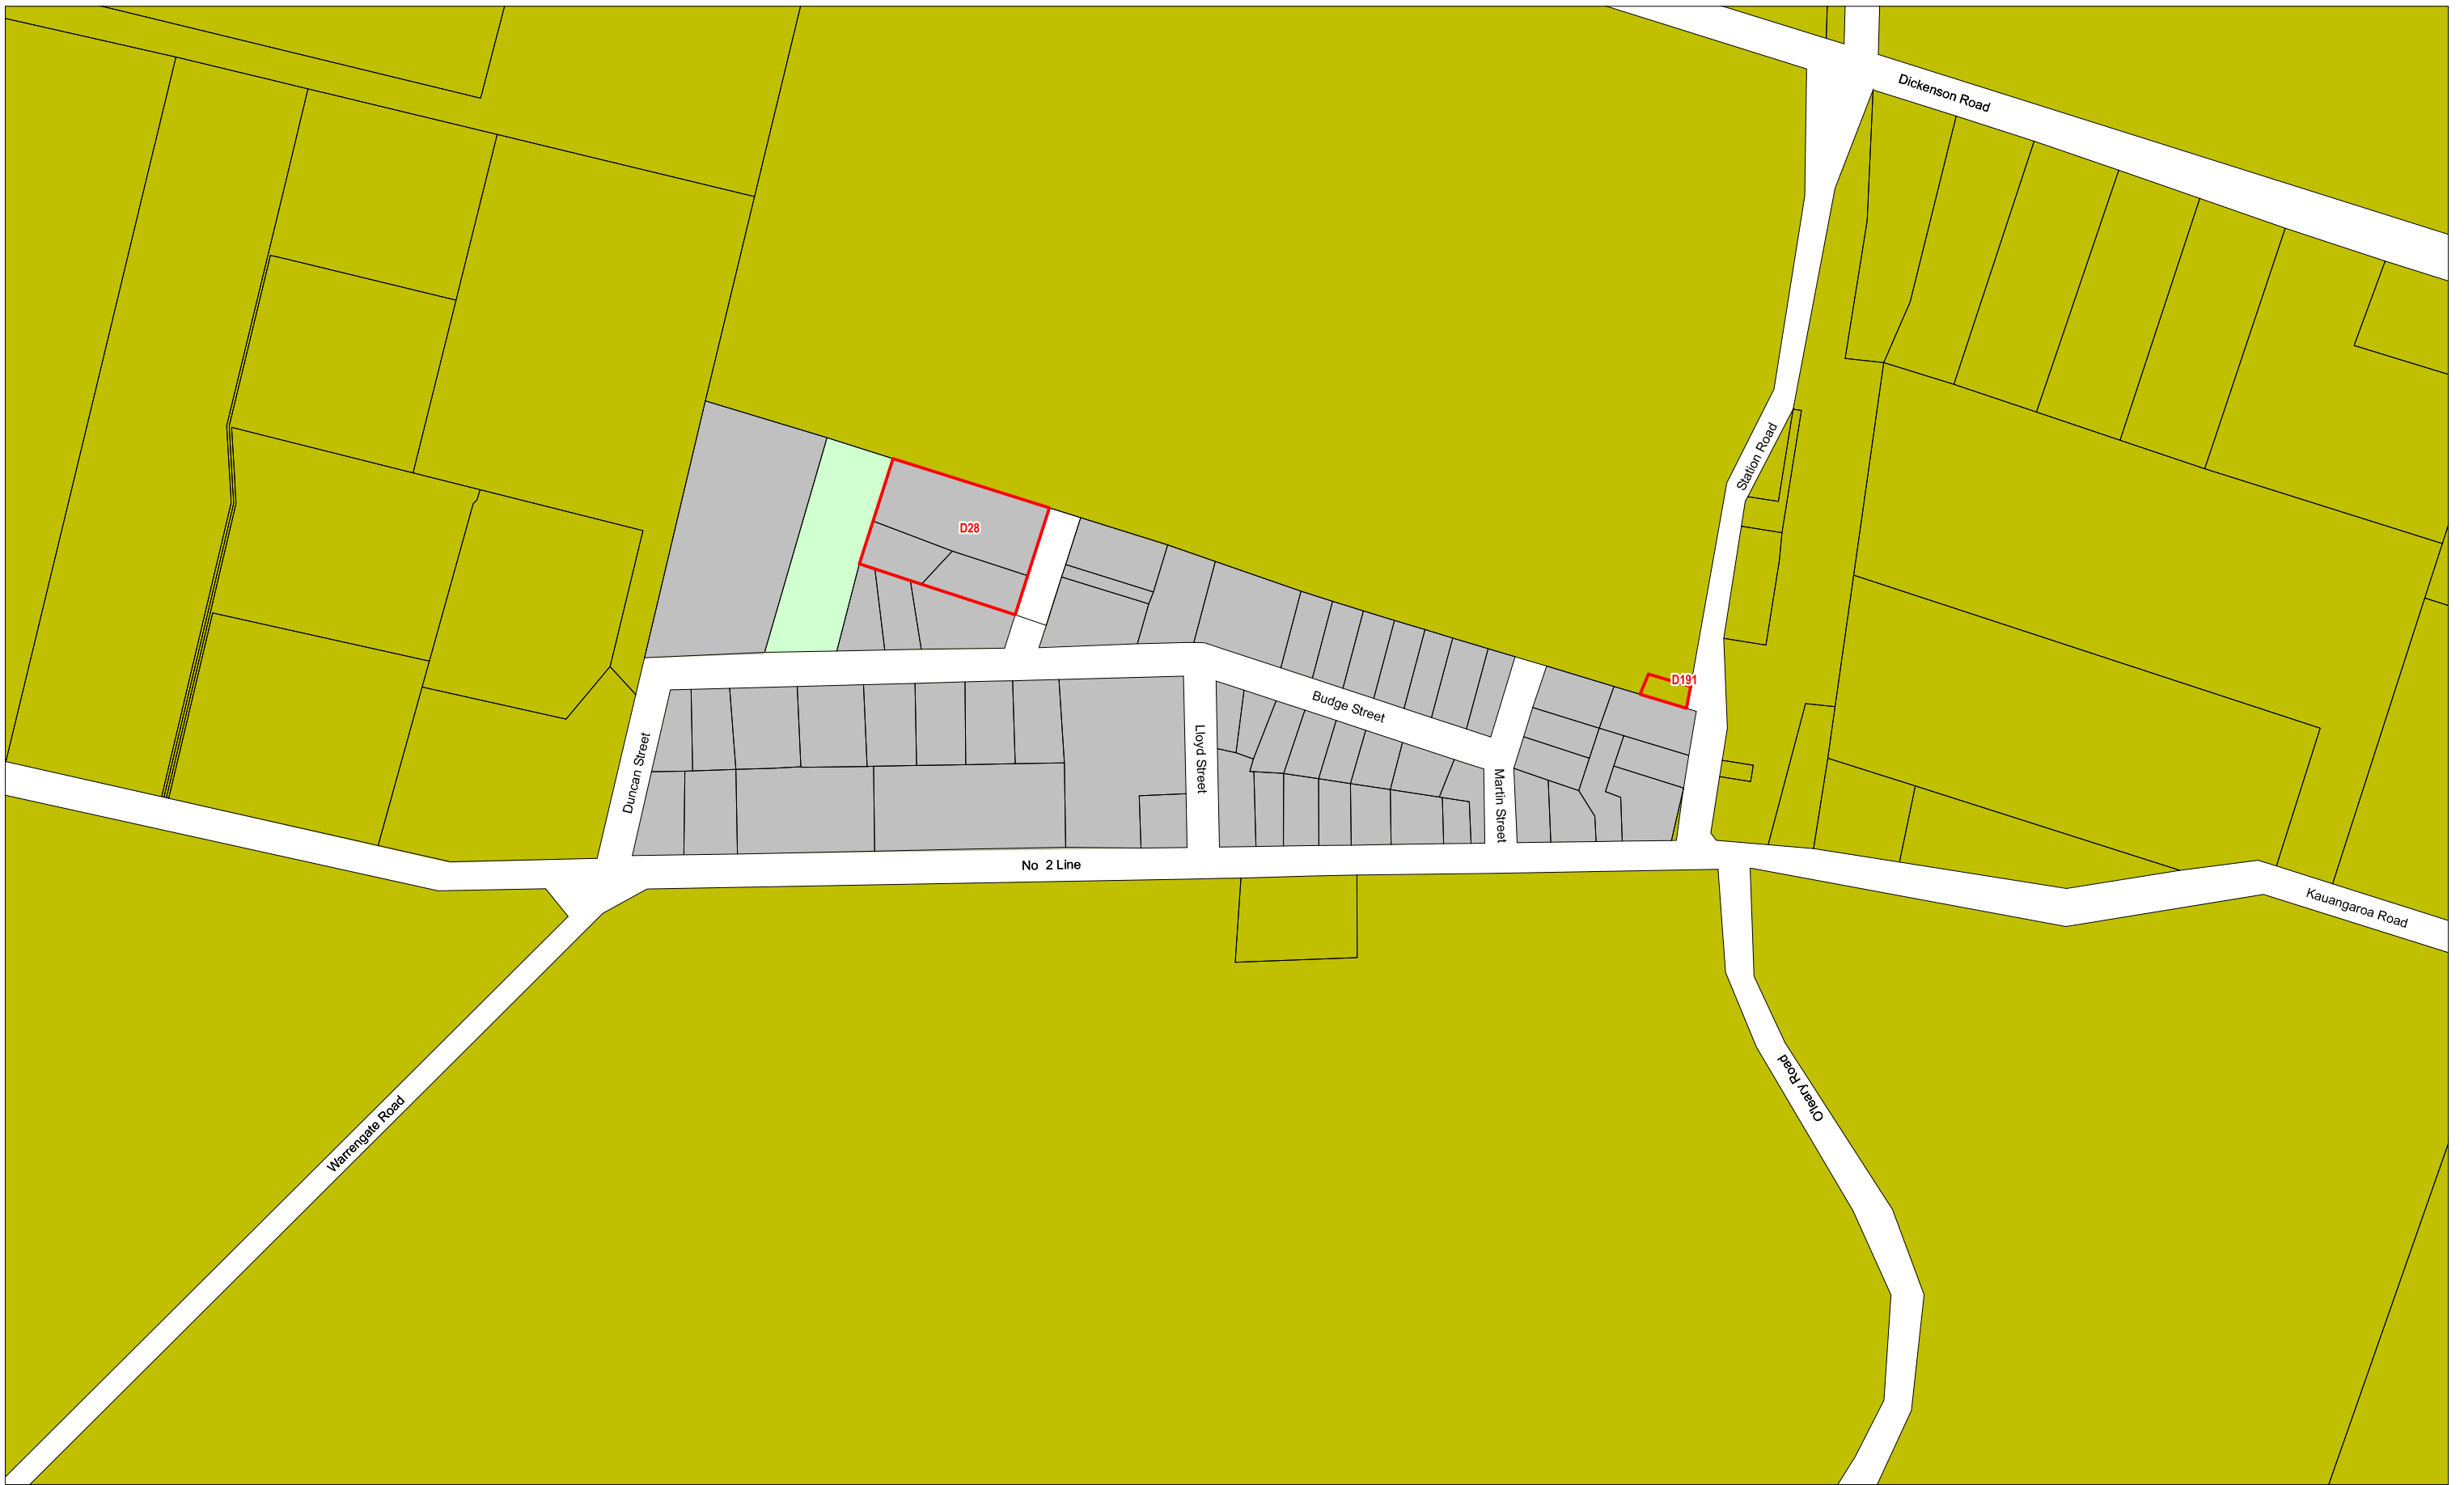 Dickenson Road
Station Road
D28
D191
Budge Street
Duncan Street
Lloyd Street
Martin Street
No 2 Line
Kauangaroa Road
O'leary Road
Warrengate Road